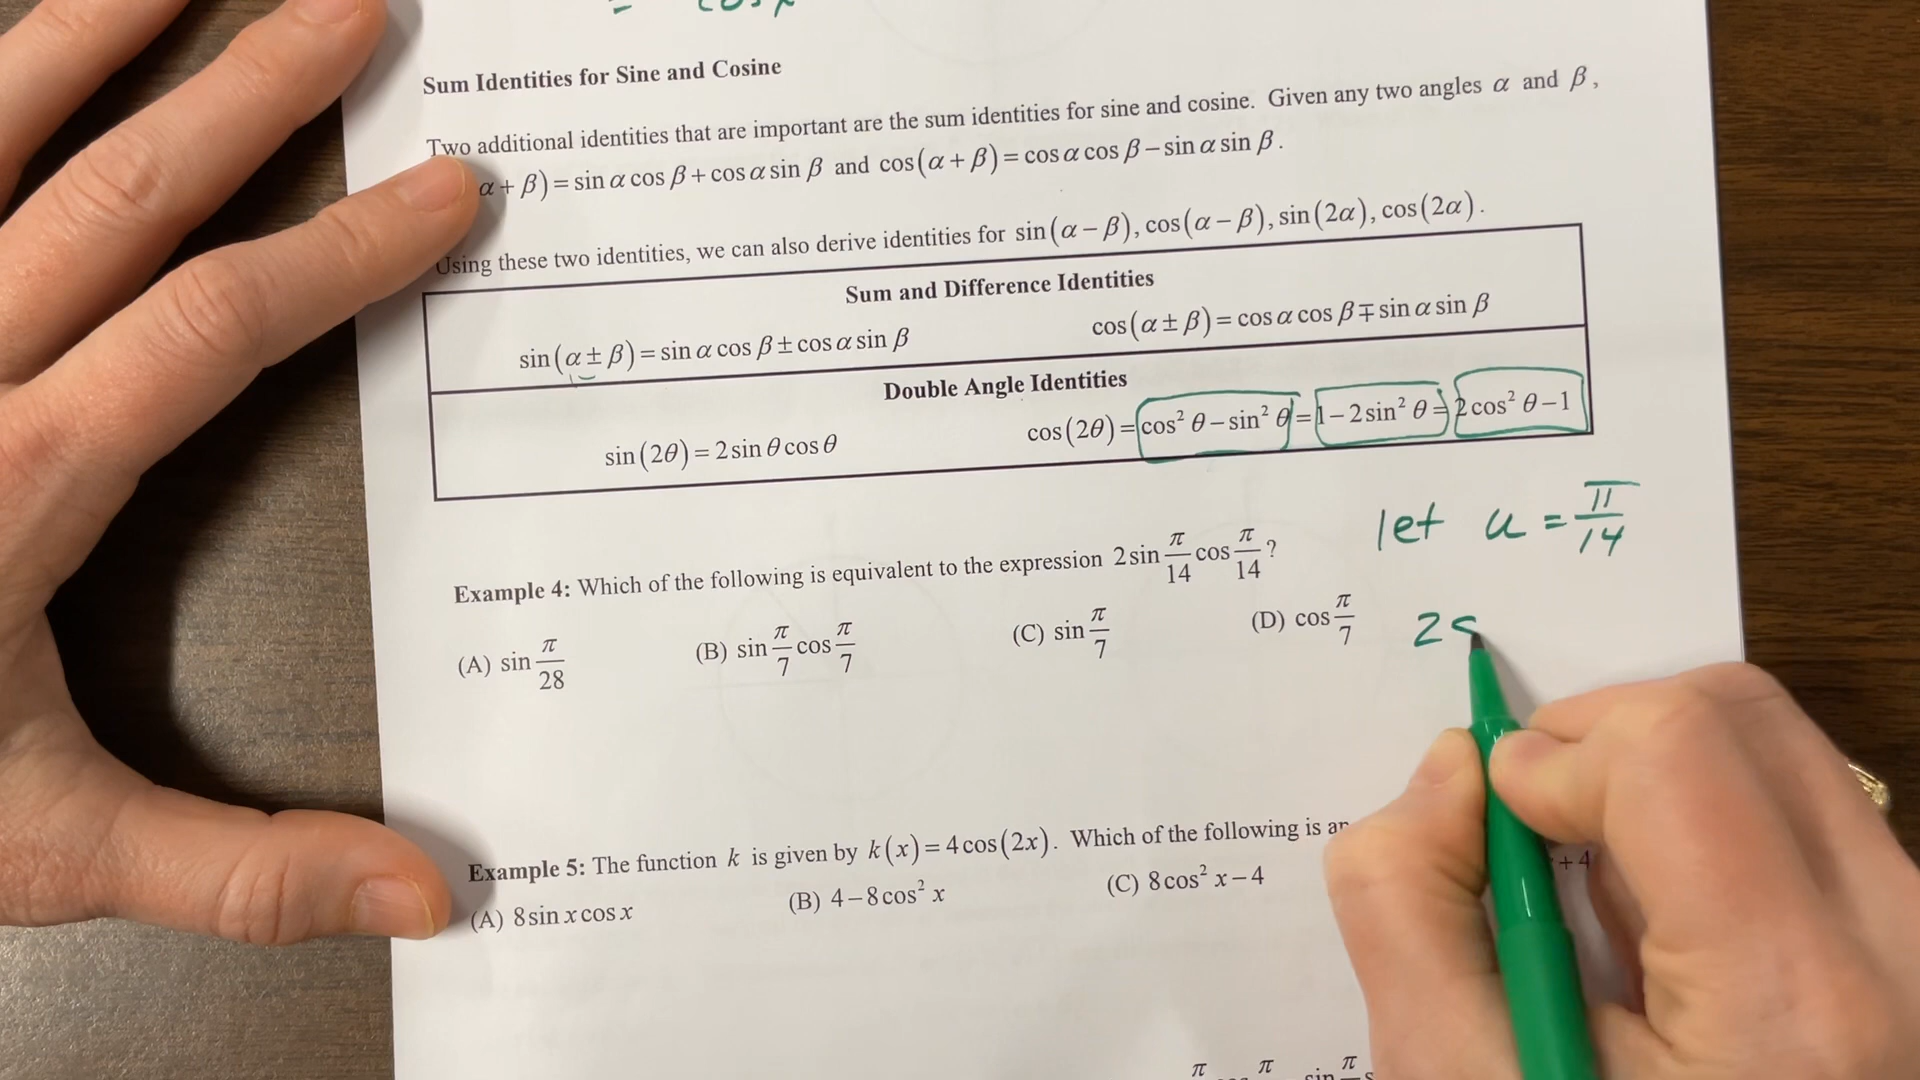 = cos x
Sum Identities for Sine and Cosine
Two additional identities that are important are the sum identities for sine and cosine. Given any two angles α and β,
α + β) = sin α cos β + cos α sin β and cos(α + β) = cos α cos β − sin α sin β.
Using these two identities, we can also derive identities for sin(α − β), cos(α − β), sin(2α), cos(2α).
Sum and Difference Identities
sin(α ± β) = sin α cos β ± cos α sin β cos(α ± β) = cos α cos β ∓ sin α sin β
Double Angle Identities
sin(2θ) = 2 sin θ cos θ cos(2θ) = cos² θ − sin² θ = 1 − 2 sin² θ = 2 cos² θ − 1
let u = π/14
Example 4: Which of the following is equivalent to the expression 2 sin π/14 cos π/14?
(A) sin π/28 (B) sin π/7 cos π/7 (C) sin π/7 (D) cos π/7
2s
Example 5: The function k is given by k(x) = 4 cos(2x). Which of the following is
(A) 8 sin x cos x (B) 4 − 8 cos² x (C) 8 cos² x − 4 + 4
π π sin π